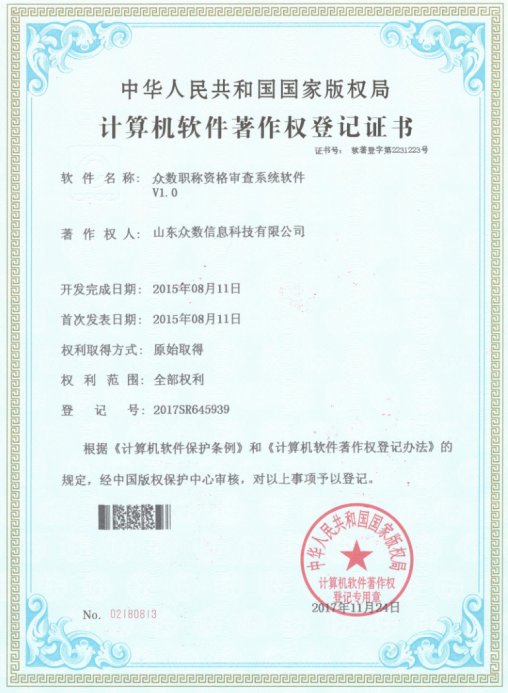 中华人民共和国国家版权局
计算机软件著作权登记证书
证书号： 软著登字第2231223号
软件名称： 众数职称资格审查系统软件
V1.0
著作权人： 山东众数信息科技有限公司
开发完成日期： 2015年08月11日
首次发表日期： 2015年08月11日
权利取得方式： 原始取得
权利范围： 全部权利
登记号： 2017SR645939
根据《计算机软件保护条例》和《计算机软件著作权登记办法》的
规定，经中国版权保护中心审核，对以上事项予以登记。
中华人民共和国国家版权局
计算机软件著作权
登记专用章
2017年11月24日
No. 02180813